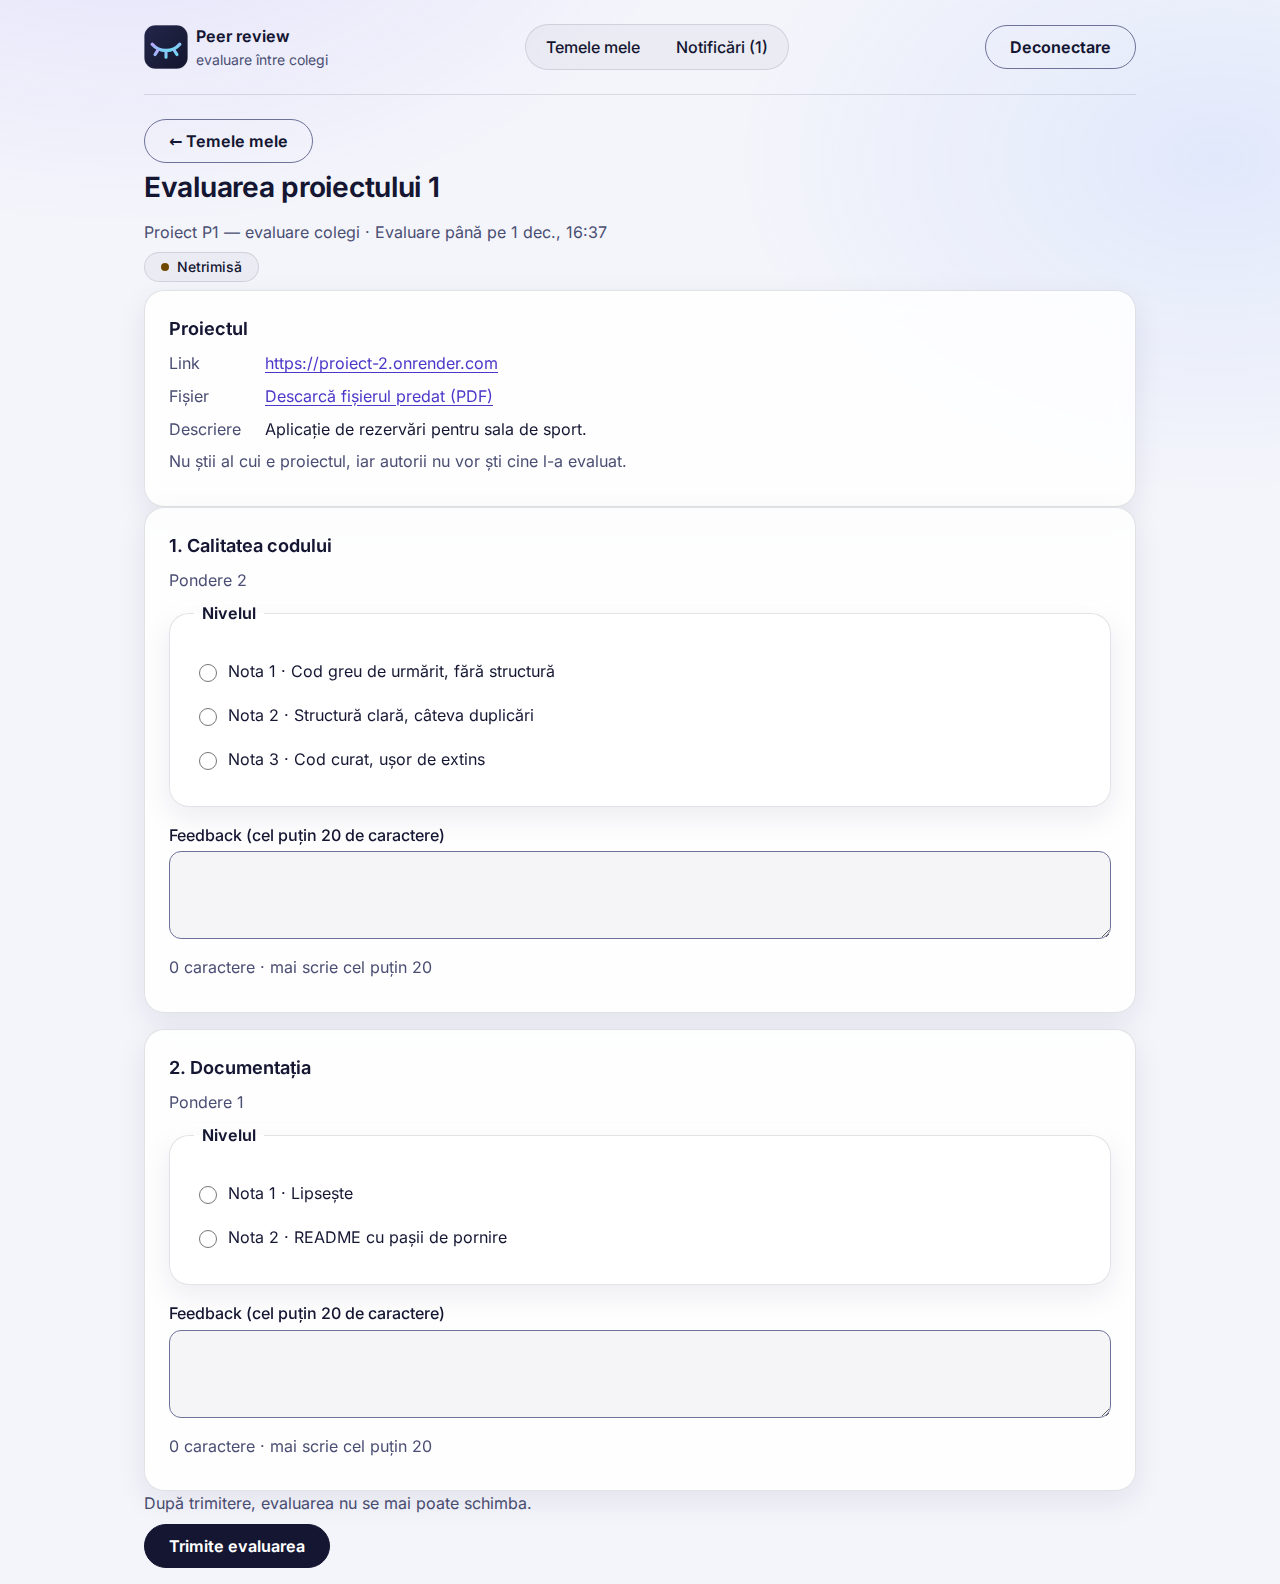 Peer review
evaluare între colegi
Temele mele
Notificări (1)
Deconectare
← Temele mele
Evaluarea proiectului 1
Proiect P1 — evaluare colegi · Evaluare până pe 1 dec., 16:37
Netrimisă
Proiectul
Link https://proiect-2.onrender.com
Fișier Descarcă fișierul predat (PDF)
Descriere Aplicație de rezervări pentru sala de sport.
Nu știi al cui e proiectul, iar autorii nu vor ști cine l-a evaluat.
1. Calitatea codului
Pondere 2
Nivelul
Nota 1 · Cod greu de urmărit, fără structură
Nota 2 · Structură clară, câteva duplicări
Nota 3 · Cod curat, ușor de extins
Feedback (cel puțin 20 de caractere)
0 caractere · mai scrie cel puțin 20
2. Documentația
Pondere 1
Nivelul
Nota 1 · Lipsește
Nota 2 · README cu pașii de pornire
Feedback (cel puțin 20 de caractere)
0 caractere · mai scrie cel puțin 20
După trimitere, evaluarea nu se mai poate schimba.
Trimite evaluarea